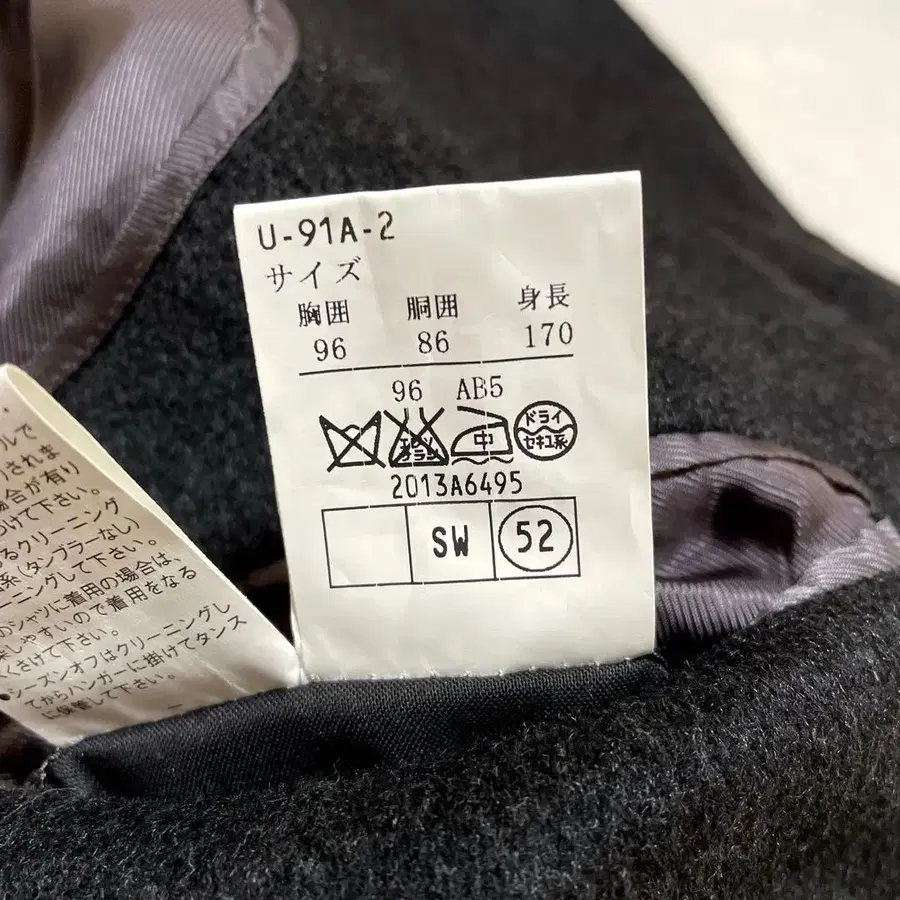 U-91A-2
サイズ
胸囲 胴囲 身長
96 86 170
96 AB5
エンソ
ドライ
中
セキユ系
2013A6495
SW 52
ルで
されま
場合が有り
つけて下さい。
るクリーニング
系(タンブラーなし)
ーニングして下さい。
のシャツに着用の場合は、
しやすいので着用をなる
くさけて下さい。
シーズンオフはクリーニングし
てからハンガーに掛けてタンス
に保管して下さい。